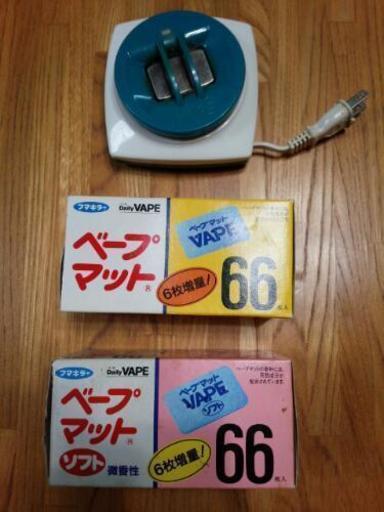 フマキラー
Daily VAPE
ベープ
マット®
ベープマット
VAPE
6枚増量!
66
枚入
フマキラー
Daily VAPE
ベープ
マット®
ソフト 微香性
ベープマット
VAPE
ソフト
6枚増量!
66
枚入